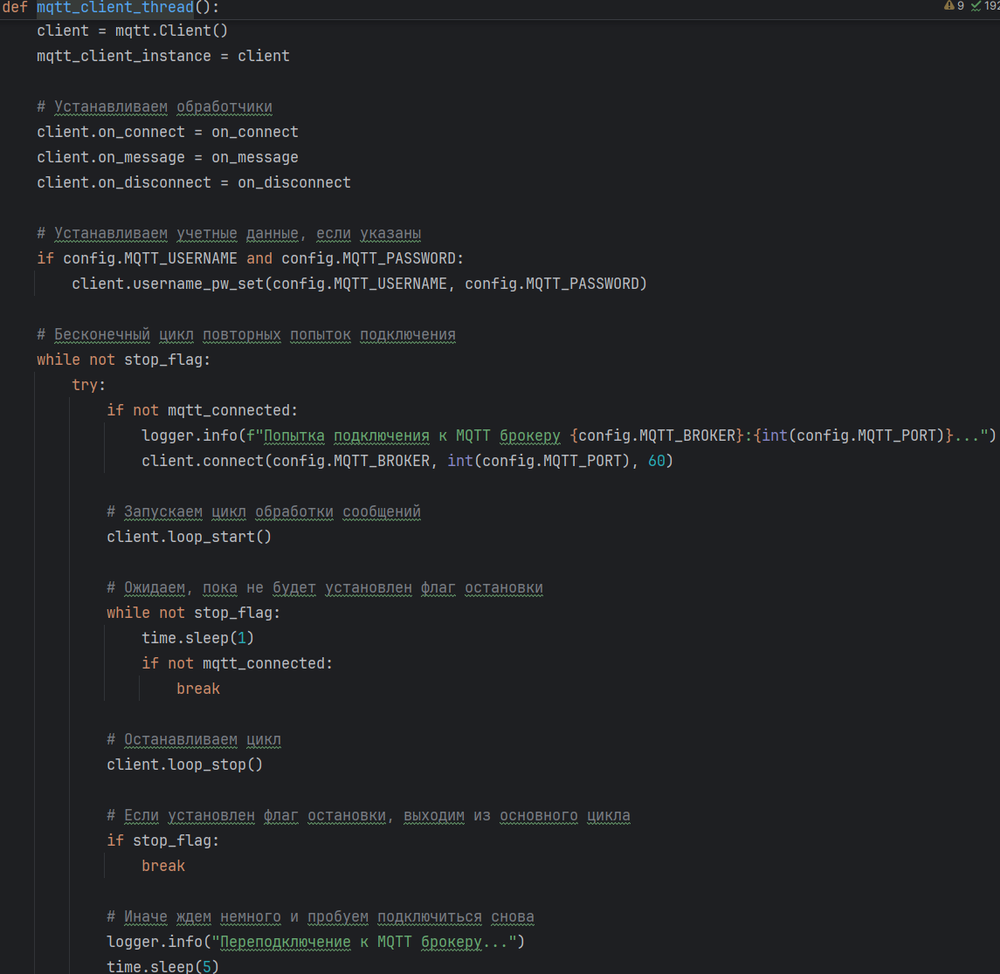 def mqtt_client_thread():
9 192
client = mqtt.Client()
mqtt_client_instance = client
# Устанавливаем обработчики
client.on_connect = on_connect
client.on_message = on_message
client.on_disconnect = on_disconnect
# Устанавливаем учетные данные, если указаны
if config.MQTT_USERNAME and config.MQTT_PASSWORD:
client.username_pw_set(config.MQTT_USERNAME, config.MQTT_PASSWORD)
# Бесконечный цикл повторных попыток подключения
while not stop_flag:
try:
if not mqtt_connected:
logger.info(f"Попытка подключения к MQTT брокеру {config.MQTT_BROKER}:{int(config.MQTT_PORT)}...")
client.connect(config.MQTT_BROKER, int(config.MQTT_PORT), 60)
# Запускаем цикл обработки сообщений
client.loop_start()
# Ожидаем, пока не будет установлен флаг остановки
while not stop_flag:
time.sleep(1)
if not mqtt_connected:
break
# Останавливаем цикл
client.loop_stop()
# Если установлен флаг остановки, выходим из основного цикла
if stop_flag:
break
# Иначе ждем немного и пробуем подключиться снова
logger.info("Переподключение к MQTT брокеру...")
time.sleep(5)